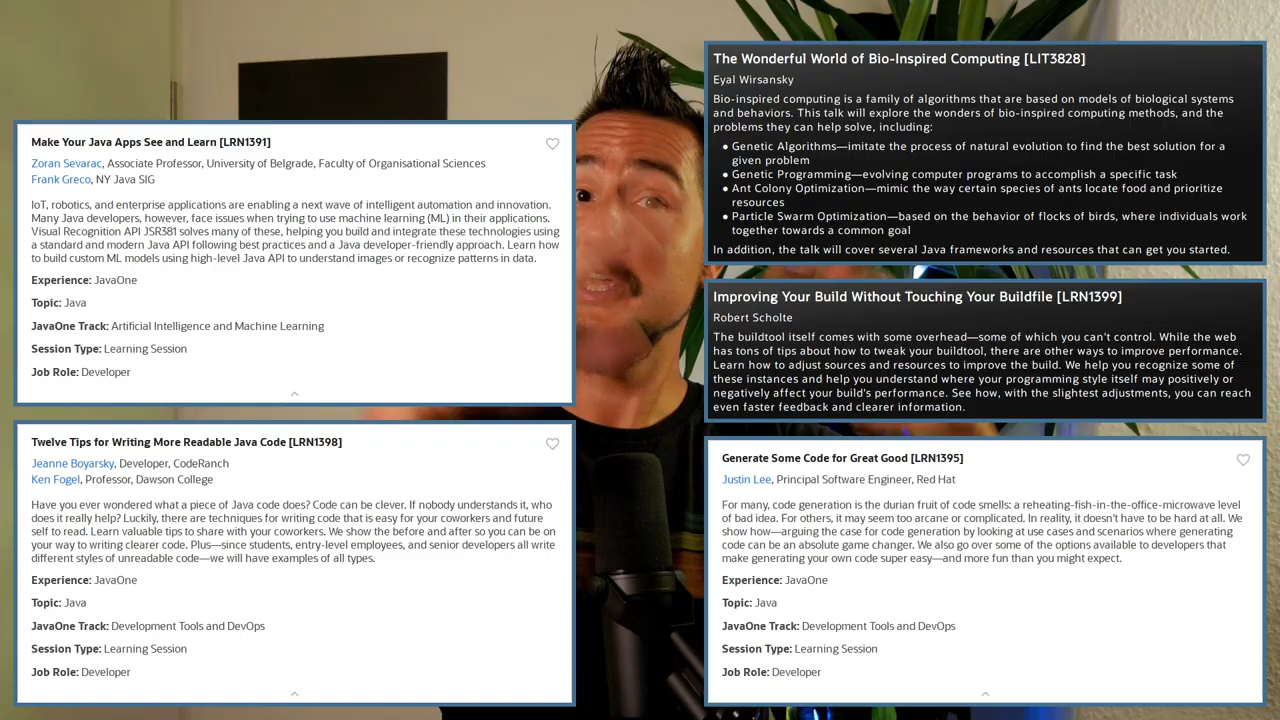 Make Your Java Apps See and Learn [LRN1391]
Zoran Sevarac, Associate Professor, University of Belgrade, Faculty of Organisational Sciences
Frank Greco, NY Java SIG
IoT, robotics, and enterprise applications are enabling a next wave of intelligent automation and innovation.
Many Java developers, however, face issues when trying to use machine learning (ML) in their applications.
Visual Recognition API JSR381 solves many of these, helping you build and integrate these technologies using
a standard and modern Java API following best practices and a Java developer-friendly approach. Learn how
to build custom ML models using high-level Java API to understand images or recognize patterns in data.
Experience: JavaOne
Topic: Java
JavaOne Track: Artificial Intelligence and Machine Learning
Session Type: Learning Session
Job Role: Developer
Twelve Tips for Writing More Readable Java Code [LRN1398]
Jeanne Boyarsky, Developer, CodeRanch
Ken Fogel, Professor, Dawson College
Have you ever wondered what a piece of Java code does? Code can be clever. If nobody understands it, who
does it really help? Luckily, there are techniques for writing code that is easy for your coworkers and future
self to read. Learn valuable tips to share with your coworkers. We show the before and after so you can be on
your way to writing clearer code. Plus—since students, entry-level employees, and senior developers all write
different styles of unreadable code—we will have examples of all types.
Experience: JavaOne
Topic: Java
JavaOne Track: Development Tools and DevOps
Session Type: Learning Session
Job Role: Developer
The Wonderful World of Bio-Inspired Computing [LIT3828]
Eyal Wirsansky
Bio-inspired computing is a family of algorithms that are based on models of biological systems
and behaviors. This talk will explore the wonders of bio-inspired computing methods, and the
problems they can help solve, including:
● Genetic Algorithms—imitate the process of natural evolution to find the best solution for a
given problem
● Genetic Programming—evolving computer programs to accomplish a specific task
● Ant Colony Optimization—mimic the way certain species of ants locate food and prioritize
resources
● Particle Swarm Optimization—based on the behavior of flocks of birds, where individuals work
together towards a common goal
In addition, the talk will cover several Java frameworks and resources that can get you started.
Improving Your Build Without Touching Your Buildfile [LRN1399]
Robert Scholte
The buildtool itself comes with some overhead—some of which you can't control. While the web
has tons of tips about how to tweak your buildtool, there are other ways to improve performance.
Learn how to adjust sources and resources to improve the build. We help you recognize some of
these instances and help you understand where your programming style itself may positively or
negatively affect your build's performance. See how, with the slightest adjustments, you can reach
even faster feedback and clearer information.
Generate Some Code for Great Good [LRN1395]
Justin Lee, Principal Software Engineer, Red Hat
For many, code generation is the durian fruit of code smells: a reheating-fish-in-the-office-microwave level
of bad idea. For others, it may seem too arcane or complicated. In reality, it doesn't have to be hard at all. We
show how—arguing the case for code generation by looking at use cases and scenarios where generating
code can be an absolute game changer. We also go over some of the options available to developers that
make generating your own code super easy—and more fun than you might expect.
Experience: JavaOne
Topic: Java
JavaOne Track: Development Tools and DevOps
Session Type: Learning Session
Job Role: Developer